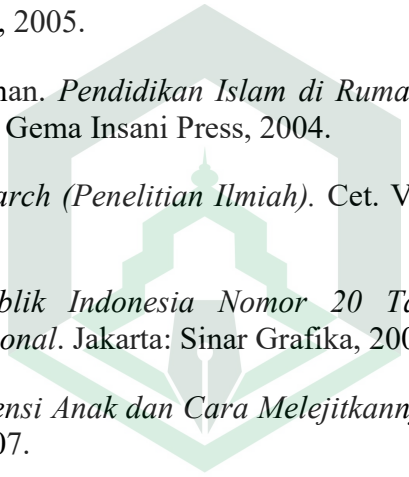 , 2005.
nan. Pendidikan Islam di Ruma
Gema Insani Press, 2004.
arch (Penelitian Ilmiah). Cet. V
blik Indonesia Nomor 20 Ta
onal. Jakarta: Sinar Grafika, 200
ensi Anak dan Cara Melejitkann
07.